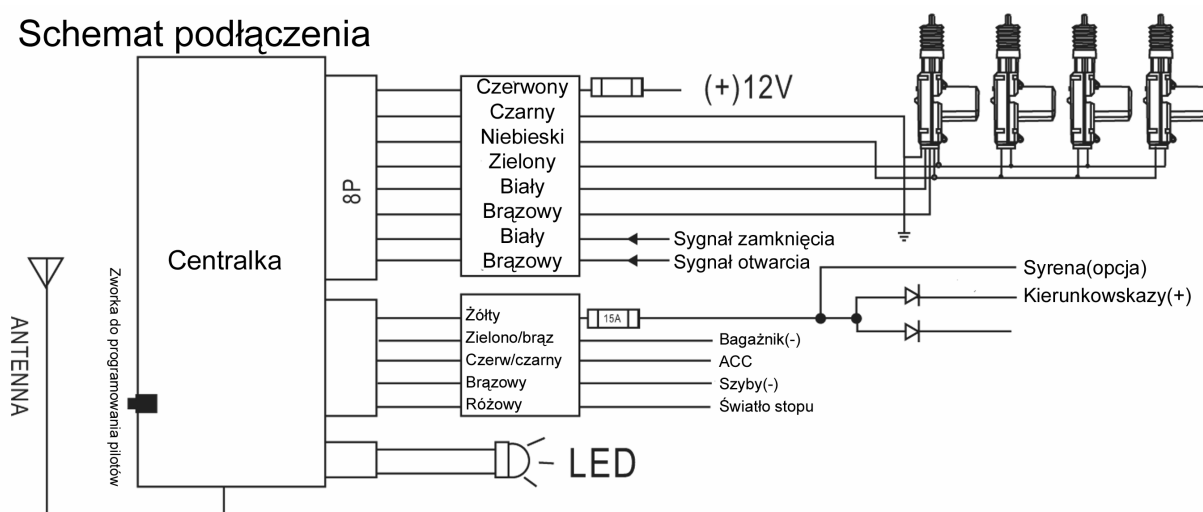 Schemat podłączenia
Czerwony
(+)12V
Czarny
Niebieski
Zielony
Biały
Brązowy
Biały
Sygnał zamknięcia
Brązowy
Sygnał otwarcia
8P
Centralka
Zworka do programowania pilotów
ANTENNA
Syrena(opcja)
Kierunkowskazy(+)
Żółty
15A
Zielono/brąz
Bagażnik(-)
Czerw/czarny
ACC
Brązowy
Szyby(-)
Różowy
Światło stopu
LED